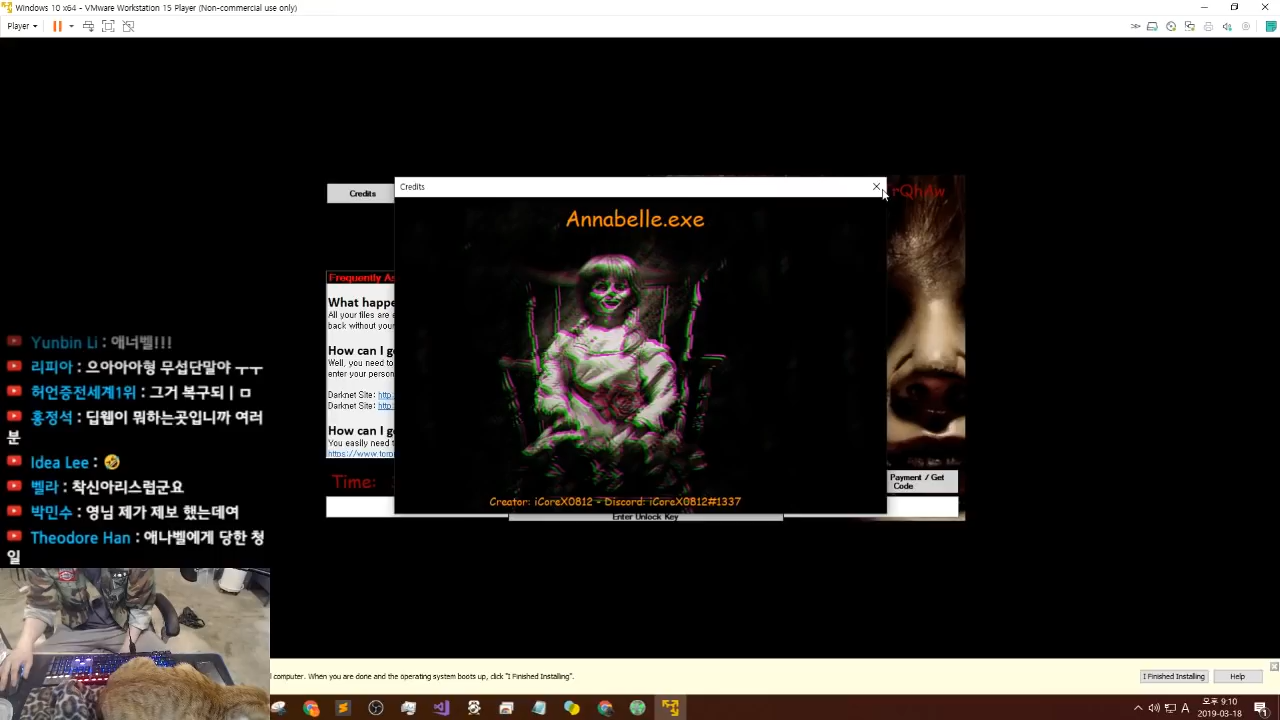 Windows 10 x64 - VMware Workstation 15 Player (Non-commercial use only)
Player
Credits
Credits
rQhAw
Annabelle.exe
Frequently As
What happe
All your files are e
back without your
How can I g
Well, you need to
enter your person
Darknet Site: http
Darknet Site: http
How can I g
You easily need t
https://www.torp
Time:
Creator: iCoreX0812 - Discord: iCoreX0812#1337
Payment / Get
Code
Enter Unlock Key
Yunbin Li : 애너벨!!!
리피아 : 으아아아형 무섭단말야 ㅜㅜ
허언증전세계1위 : 그거 복구되 | ㅁ
홍정석 : 딥웹이 뭐하는곳입니까 여러
분
Idea Lee : 🤣
벨라 : 착신아리스럽군요
박민수 : 영님 제가 제보 했는데여
Theodore Han : 애나벨에게 당한 청
일
computer. When you are done and the operating system boots up, click "I Finished Installing".
I Finished Installing
Help
A
오후 9:10
2019-03-18